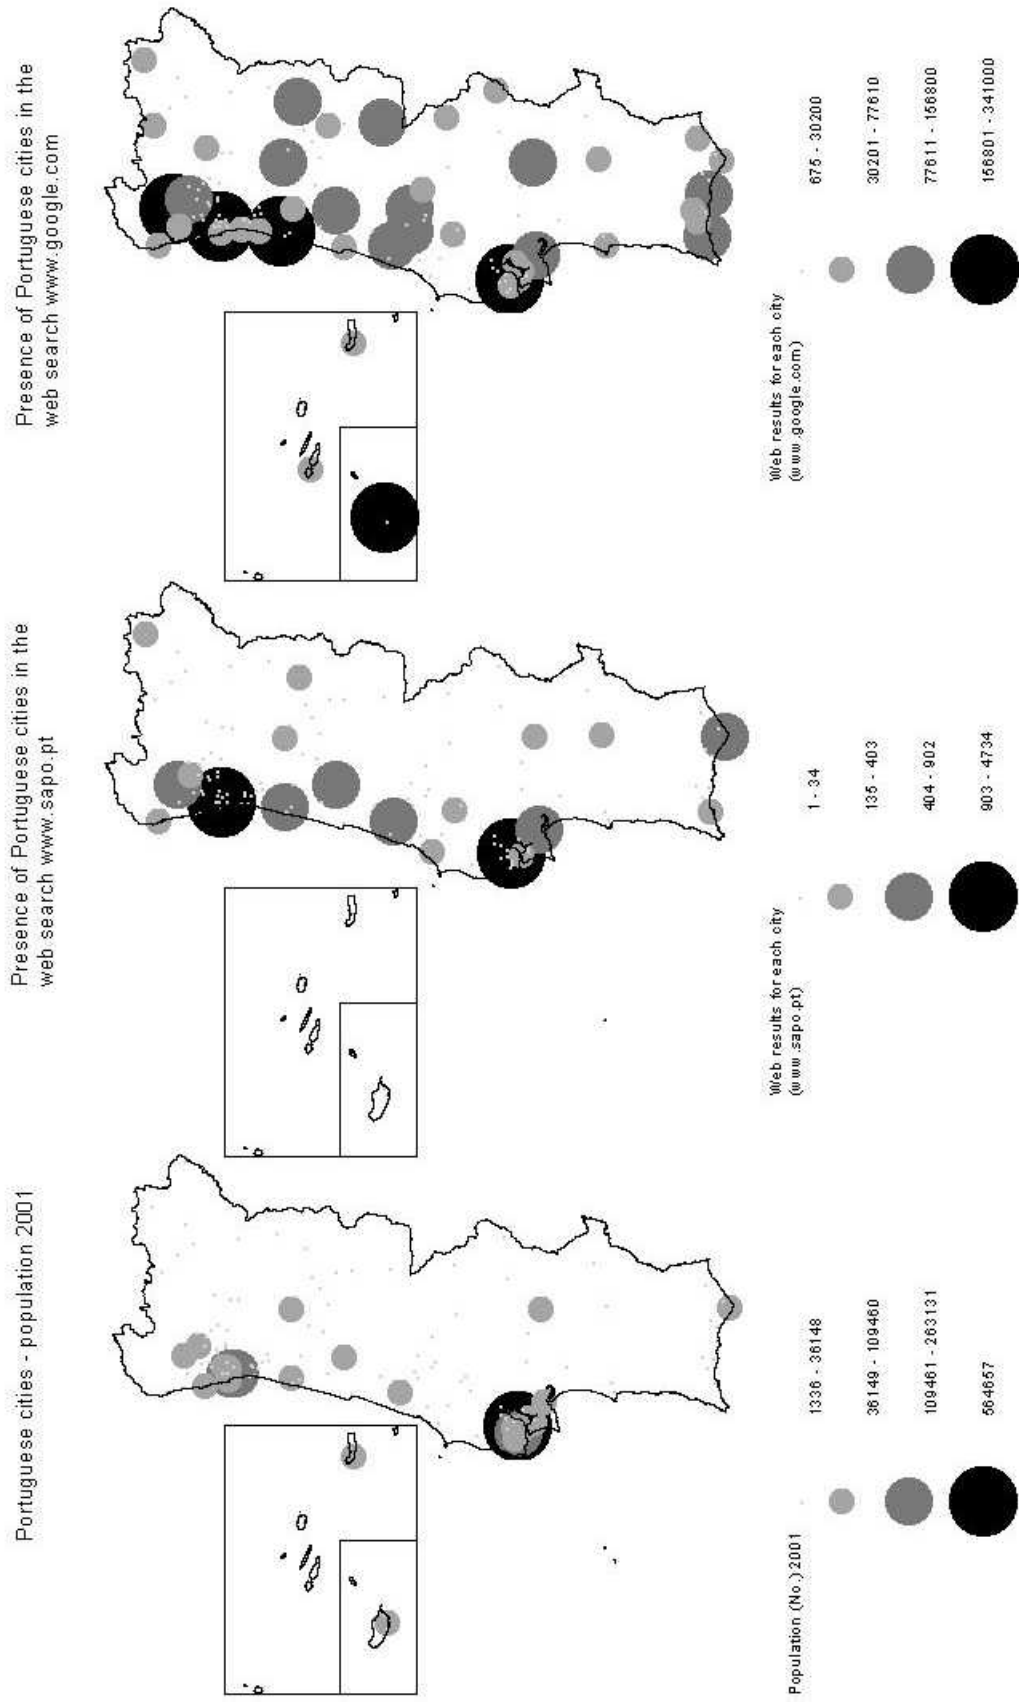 Portuguese cities - population 2001
Population (No.) 2001
1336 - 36148
36149 - 109460
109461 - 263131
564657
Presence of Portuguese cities in the
web search www.sapo.pt
Web results for each city
(www.sapo.pt)
1 - 34
135 - 403
404 - 902
903 - 4734
Presence of Portuguese cities in the
web search www.google.com
Web results for each city
(www.google.com)
675 - 30200
30201 - 77610
77611 - 156800
156801 - 341000